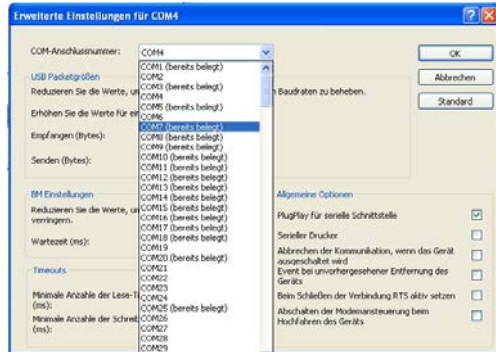 Erweiterte Einstellungen für COM4
COM-Anschlussnummer:
COM4
OK
Abbrechen
Standard
COM1 (bereits belegt)
COM2
COM3 (bereits belegt)
COM4
COM5 (bereits belegt)
COM6
COM7 (bereits belegt)
COM8 (bereits belegt)
COM9 (bereits belegt)
COM10 (bereits belegt)
COM11 (bereits belegt)
COM12 (bereits belegt)
COM13 (bereits belegt)
COM14 (bereits belegt)
COM15 (bereits belegt)
COM16 (bereits belegt)
COM17 (bereits belegt)
COM18 (bereits belegt)
COM19
COM20 (bereits belegt)
COM21
COM22
COM23
COM24
COM25 (bereits belegt)
COM26
COM27
COM28
COM29
USB Packetgrößen
Reduzieren Sie die Werte, un
Baudraten zu beheben.
Erhöhen Sie die Werte für
Empfangen (Bytes):
Senden (Bytes):
BM Einstellungen
Reduzieren Sie die Werte, un
verringern.
Wartezeit (ms):
Timeouts
Minimale Anzahle der Lese-Ti
(ms):
Minimale Anzahle der Schreib
(ms):
Allgemeine Optionen
PlugPlay für serielle Schnittstelle
Serieller Drucker
Abbrechen der Kommunikation, wenn das Gerät
ausgeschaltet wird
Event bei unvorhergesehener Entfernung des
Geräts
Beim Schließen der Verbindung RTS aktiv setzen
Abschalten der Modemansteuerung beim
Hochfahren des Geräts